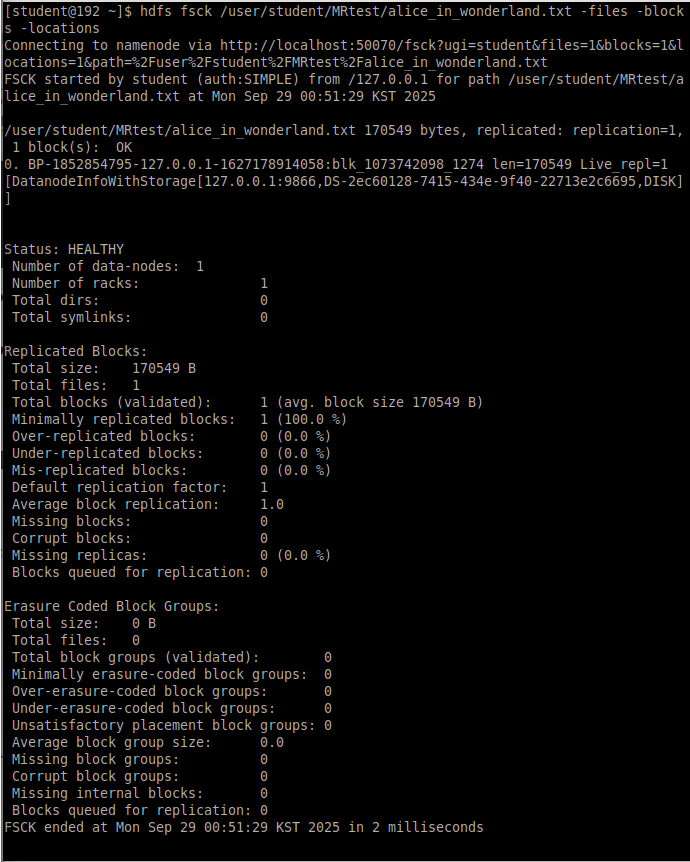 [student@192 ~]$ hdfs fsck /user/student/MRtest/alice_in_wonderland.txt -files -block
s -locations
Connecting to namenode via http://localhost:50070/fsck?ugi=student&files=1&blocks=1&l
ocations=1&path=%2Fuser%2Fstudent%2FMRtest%2Falice_in_wonderland.txt
FSCK started by student (auth:SIMPLE) from /127.0.0.1 for path /user/student/MRtest/a
lice_in_wonderland.txt at Mon Sep 29 00:51:29 KST 2025

/user/student/MRtest/alice_in_wonderland.txt 170549 bytes, replicated: replication=1,
 1 block(s):  OK
0. BP-1852854795-127.0.0.1-1627178914058:blk_1073742098_1274 len=170549 Live_repl=1
[DatanodeInfoWithStorage[127.0.0.1:9866,DS-2ec60128-7415-434e-9f40-22713e2c6695,DISK]
]


Status: HEALTHY
 Number of data-nodes:  1
 Number of racks:               1
 Total dirs:                    0
 Total symlinks:                0

Replicated Blocks:
 Total size:    170549 B
 Total files:   1
 Total blocks (validated):      1 (avg. block size 170549 B)
 Minimally replicated blocks:   1 (100.0 %)
 Over-replicated blocks:        0 (0.0 %)
 Under-replicated blocks:       0 (0.0 %)
 Mis-replicated blocks:         0 (0.0 %)
 Default replication factor:    1
 Average block replication:     1.0
 Missing blocks:                0
 Corrupt blocks:                0
 Missing replicas:              0 (0.0 %)
 Blocks queued for replication: 0

Erasure Coded Block Groups:
 Total size:    0 B
 Total files:   0
 Total block groups (validated):        0
 Minimally erasure-coded block groups:  0
 Over-erasure-coded block groups:       0
 Under-erasure-coded block groups:      0
 Unsatisfactory placement block groups: 0
 Average block group size:      0.0
 Missing block groups:          0
 Corrupt block groups:          0
 Missing internal blocks:       0
 Blocks queued for replication: 0
FSCK ended at Mon Sep 29 00:51:29 KST 2025 in 2 milliseconds